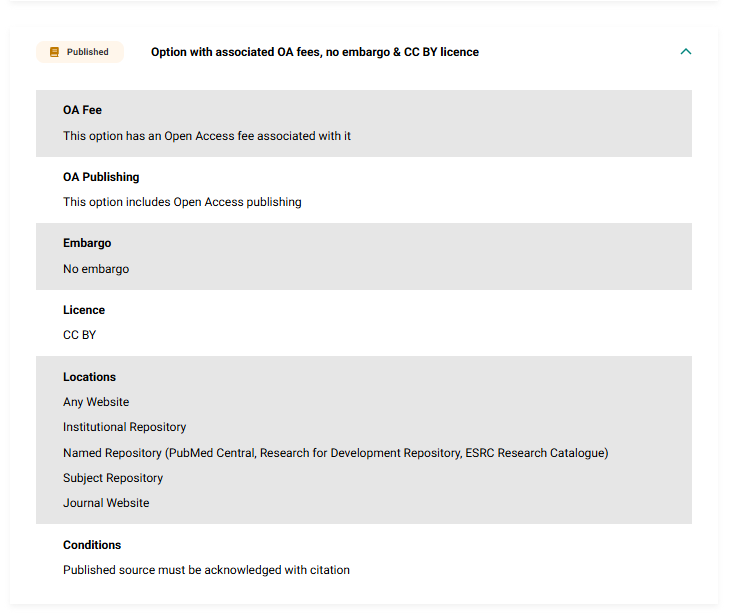 Published
Option with associated OA fees, no embargo & CC BY licence
OA Fee
This option has an Open Access fee associated with it
OA Publishing
This option includes Open Access publishing
Embargo
No embargo
Licence
CC BY
Locations
Any Website
Institutional Repository
Named Repository (PubMed Central, Research for Development Repository, ESRC Research Catalogue)
Subject Repository
Journal Website
Conditions
Published source must be acknowledged with citation